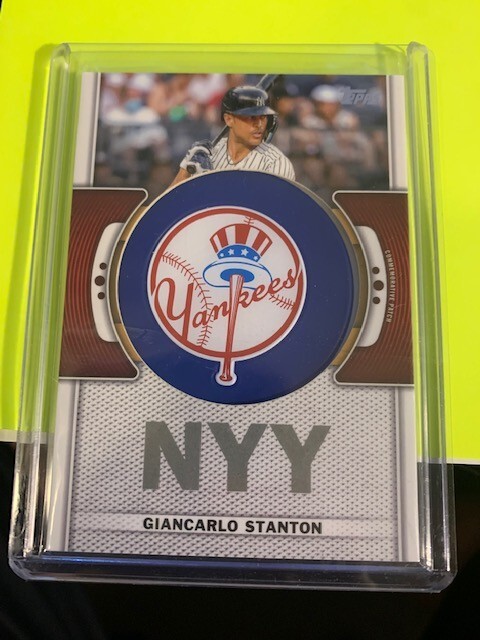 Topps
Yankees
COMMEMORATIVE PATCH
NYY
GIANCARLO STANTON